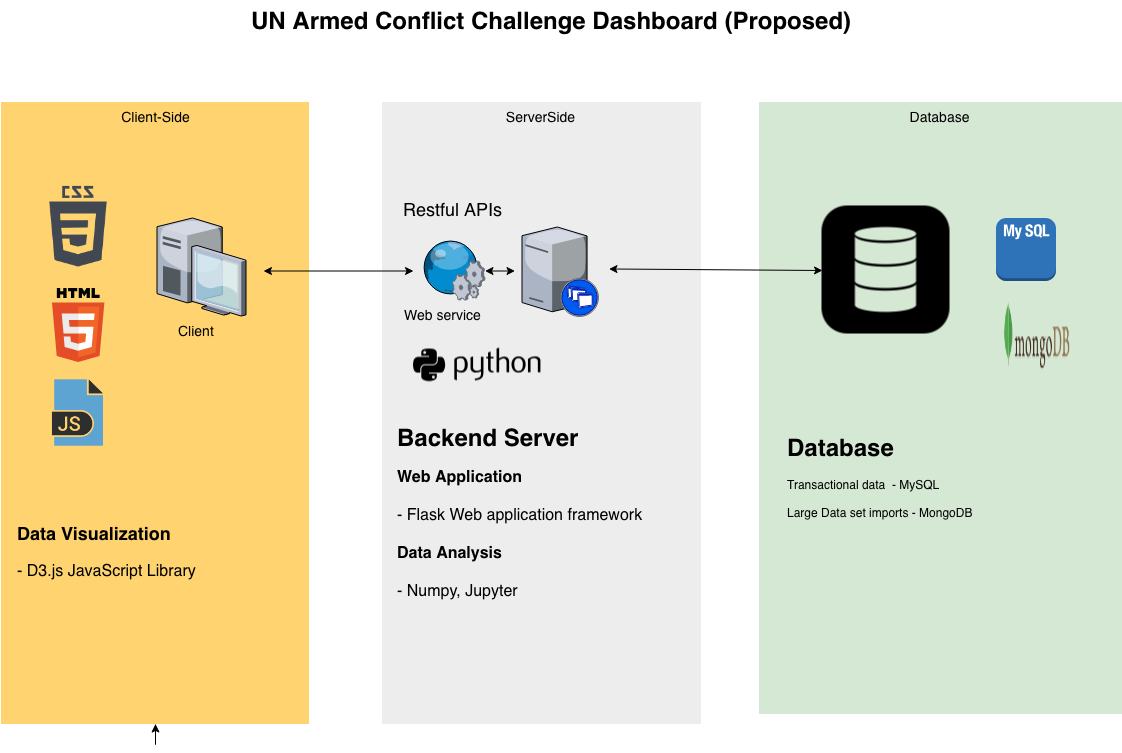 UN Armed Conflict Challenge Dashboard (Proposed)
Client-Side
CSS
HTML
JS
Client
Data Visualization
- D3.js JavaScript Library
ServerSide
Restful APIs
Web service
python
Backend Server
Web Application
- Flask Web application framework
Data Analysis
- Numpy, Jupyter
Database
My SQL
mongoDB
Database
Transactional data  - MySQL
Large Data set imports - MongoDB